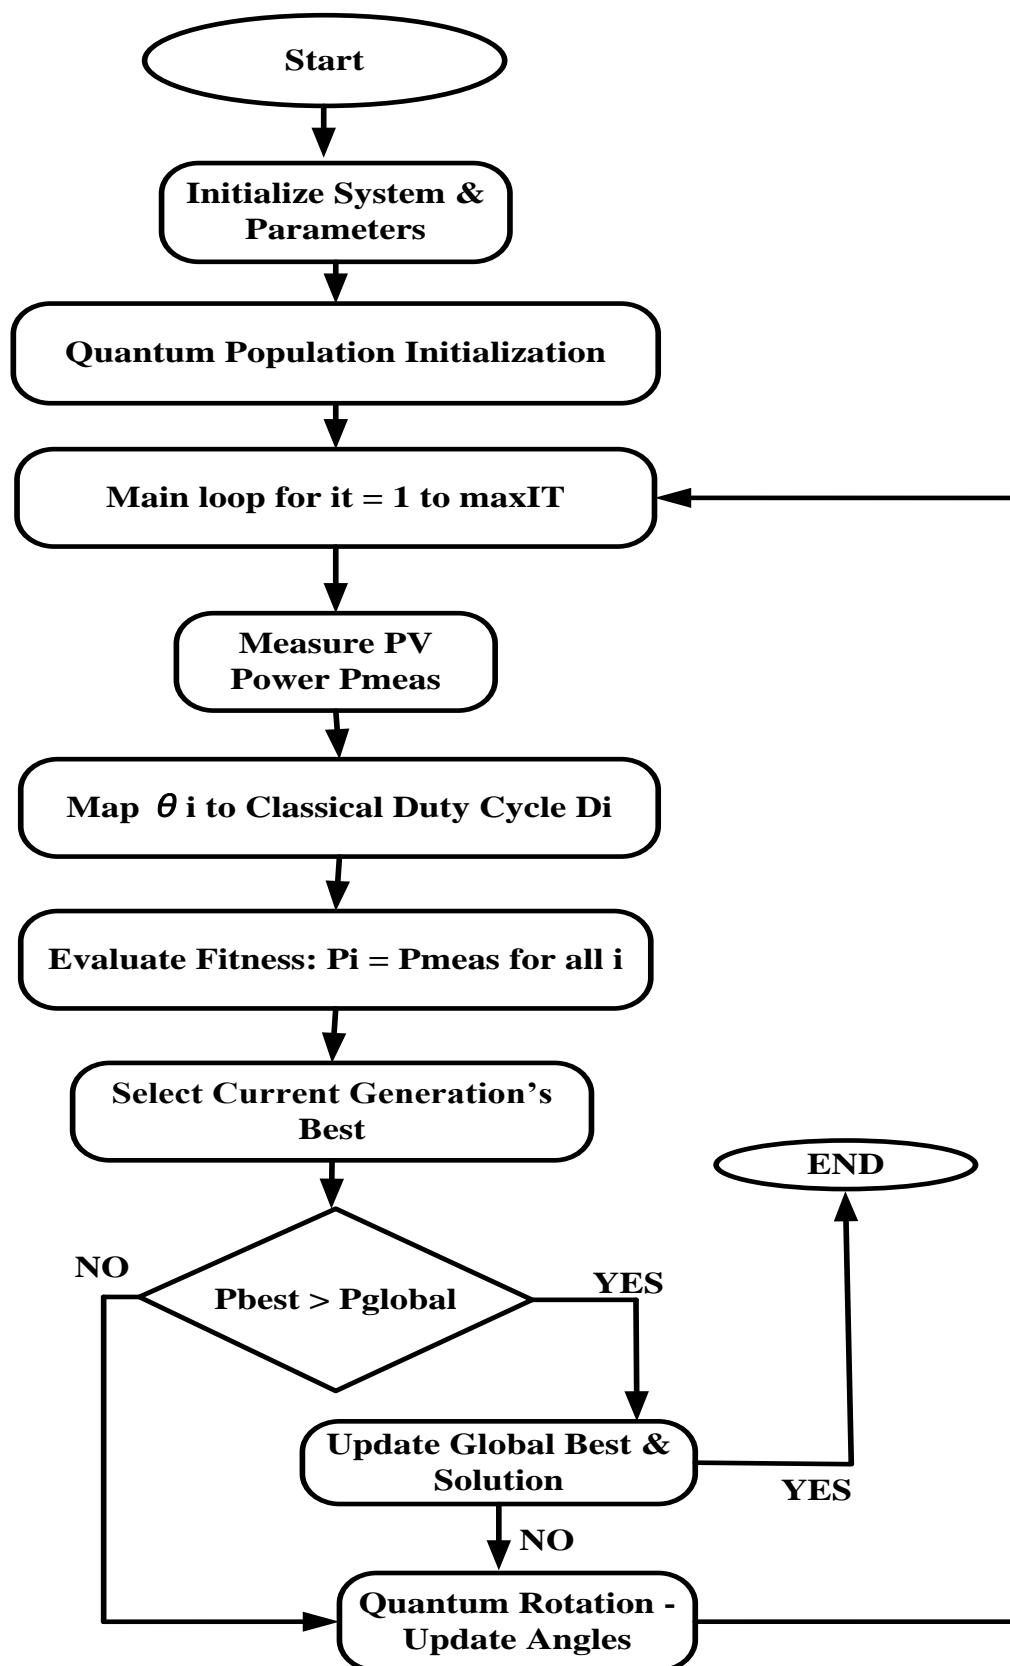 Start
Initialize System &
Parameters
Quantum Population Initialization
Main loop for it = 1 to maxIT
Measure PV
Power Pmeas
Map θ i to Classical Duty Cycle Di
Evaluate Fitness: Pi = Pmeas for all i
Select Current Generation’s
Best
END
NO
Pbest > Pglobal
YES
Update Global Best &
Solution
YES
NO
Quantum Rotation -
Update Angles